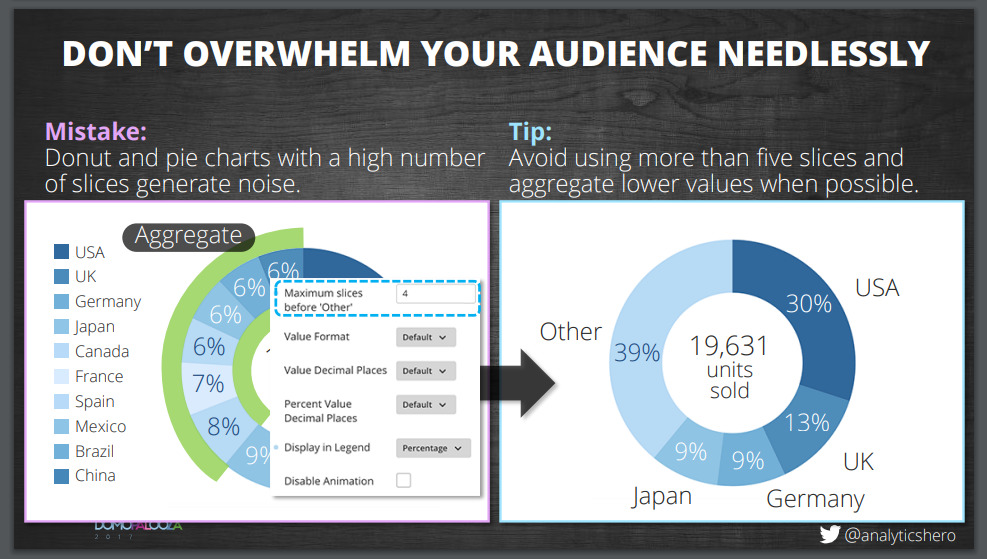 DON'T OVERWHELM YOUR AUDIENCE NEEDLESSLY
Mistake:
Donut and pie charts with a high number
of slices generate noise.
Tip:
Avoid using more than five slices and
aggregate lower values when possible.
Aggregate
USA
UK
Germany
Japan
Canada
France
Spain
Mexico
Brazil
China
6%
6%
6%
6%
7%
8%
9%
Maximum slices
before 'Other'
4
Value Format
Default
Value Decimal Places
Default
Percent Value
Decimal Places
Default
Display in Legend
Percentage
Disable Animation
USA
30%
Other
39%
19,631
units
sold
13%
UK
9%
9%
Japan
Germany
DOMOPALOOZA
2017
@analyticshero